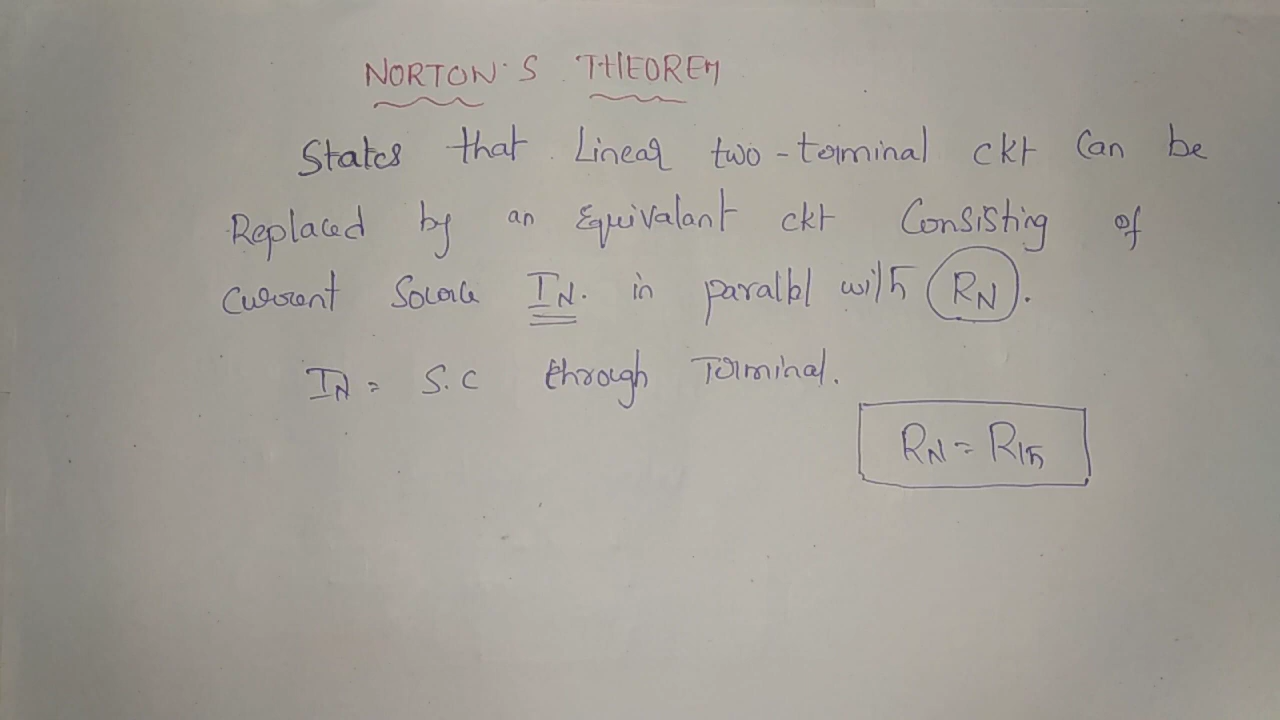 NORTON'S THEOREM
States that Linear two-terminal ckt Can be
Replaced by an Equivalant ckt Consisting of
Current Source IN. in parallel with RN.
IN = S.C through Terminal.
RN = Rth